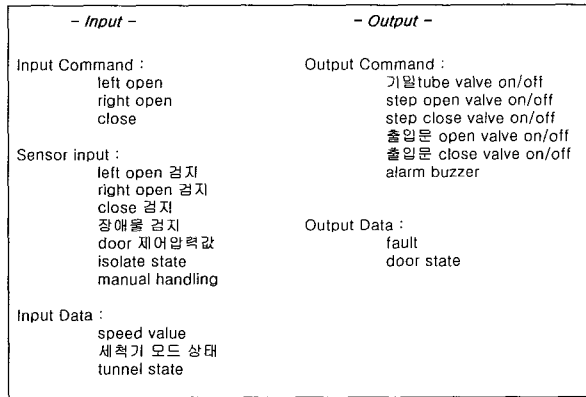 - Input -
Input Command :
left open
right open
close
Sensor input :
left open 검지
right open 검지
close 검지
장애물 검지
door 제어압력값
isolate state
manual handling
Input Data :
speed value
세척기 모드 상태
tunnel state
- Output -
Output Command :
기밀tube valve on/off
step open valve on/off
step close valve on/off
출입문 open valve on/off
출입문 close valve on/off
alarm buzzer
Output Data :
fault
door state